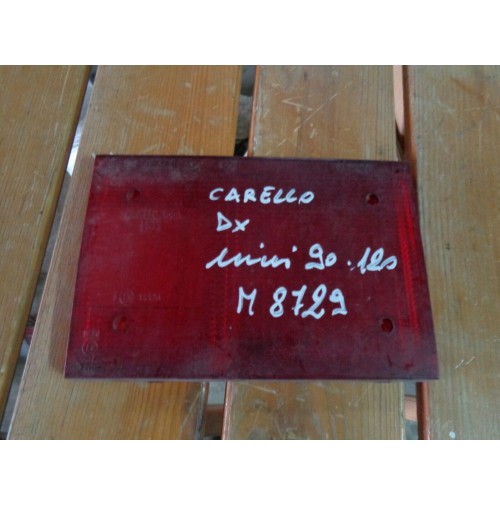 CARELLO
DX
mini 90.120
M 8729